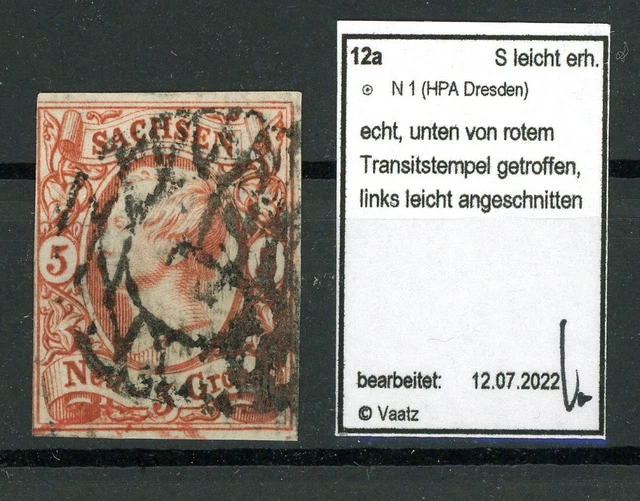 SACHSEN
5
12a S leicht erh.
N 1 (HPA Dresden)
echt, unten von rotem
Transitstempel getroffen,
links leicht angeschnitten
bearbeitet: 12.07.2022
© Vaatz